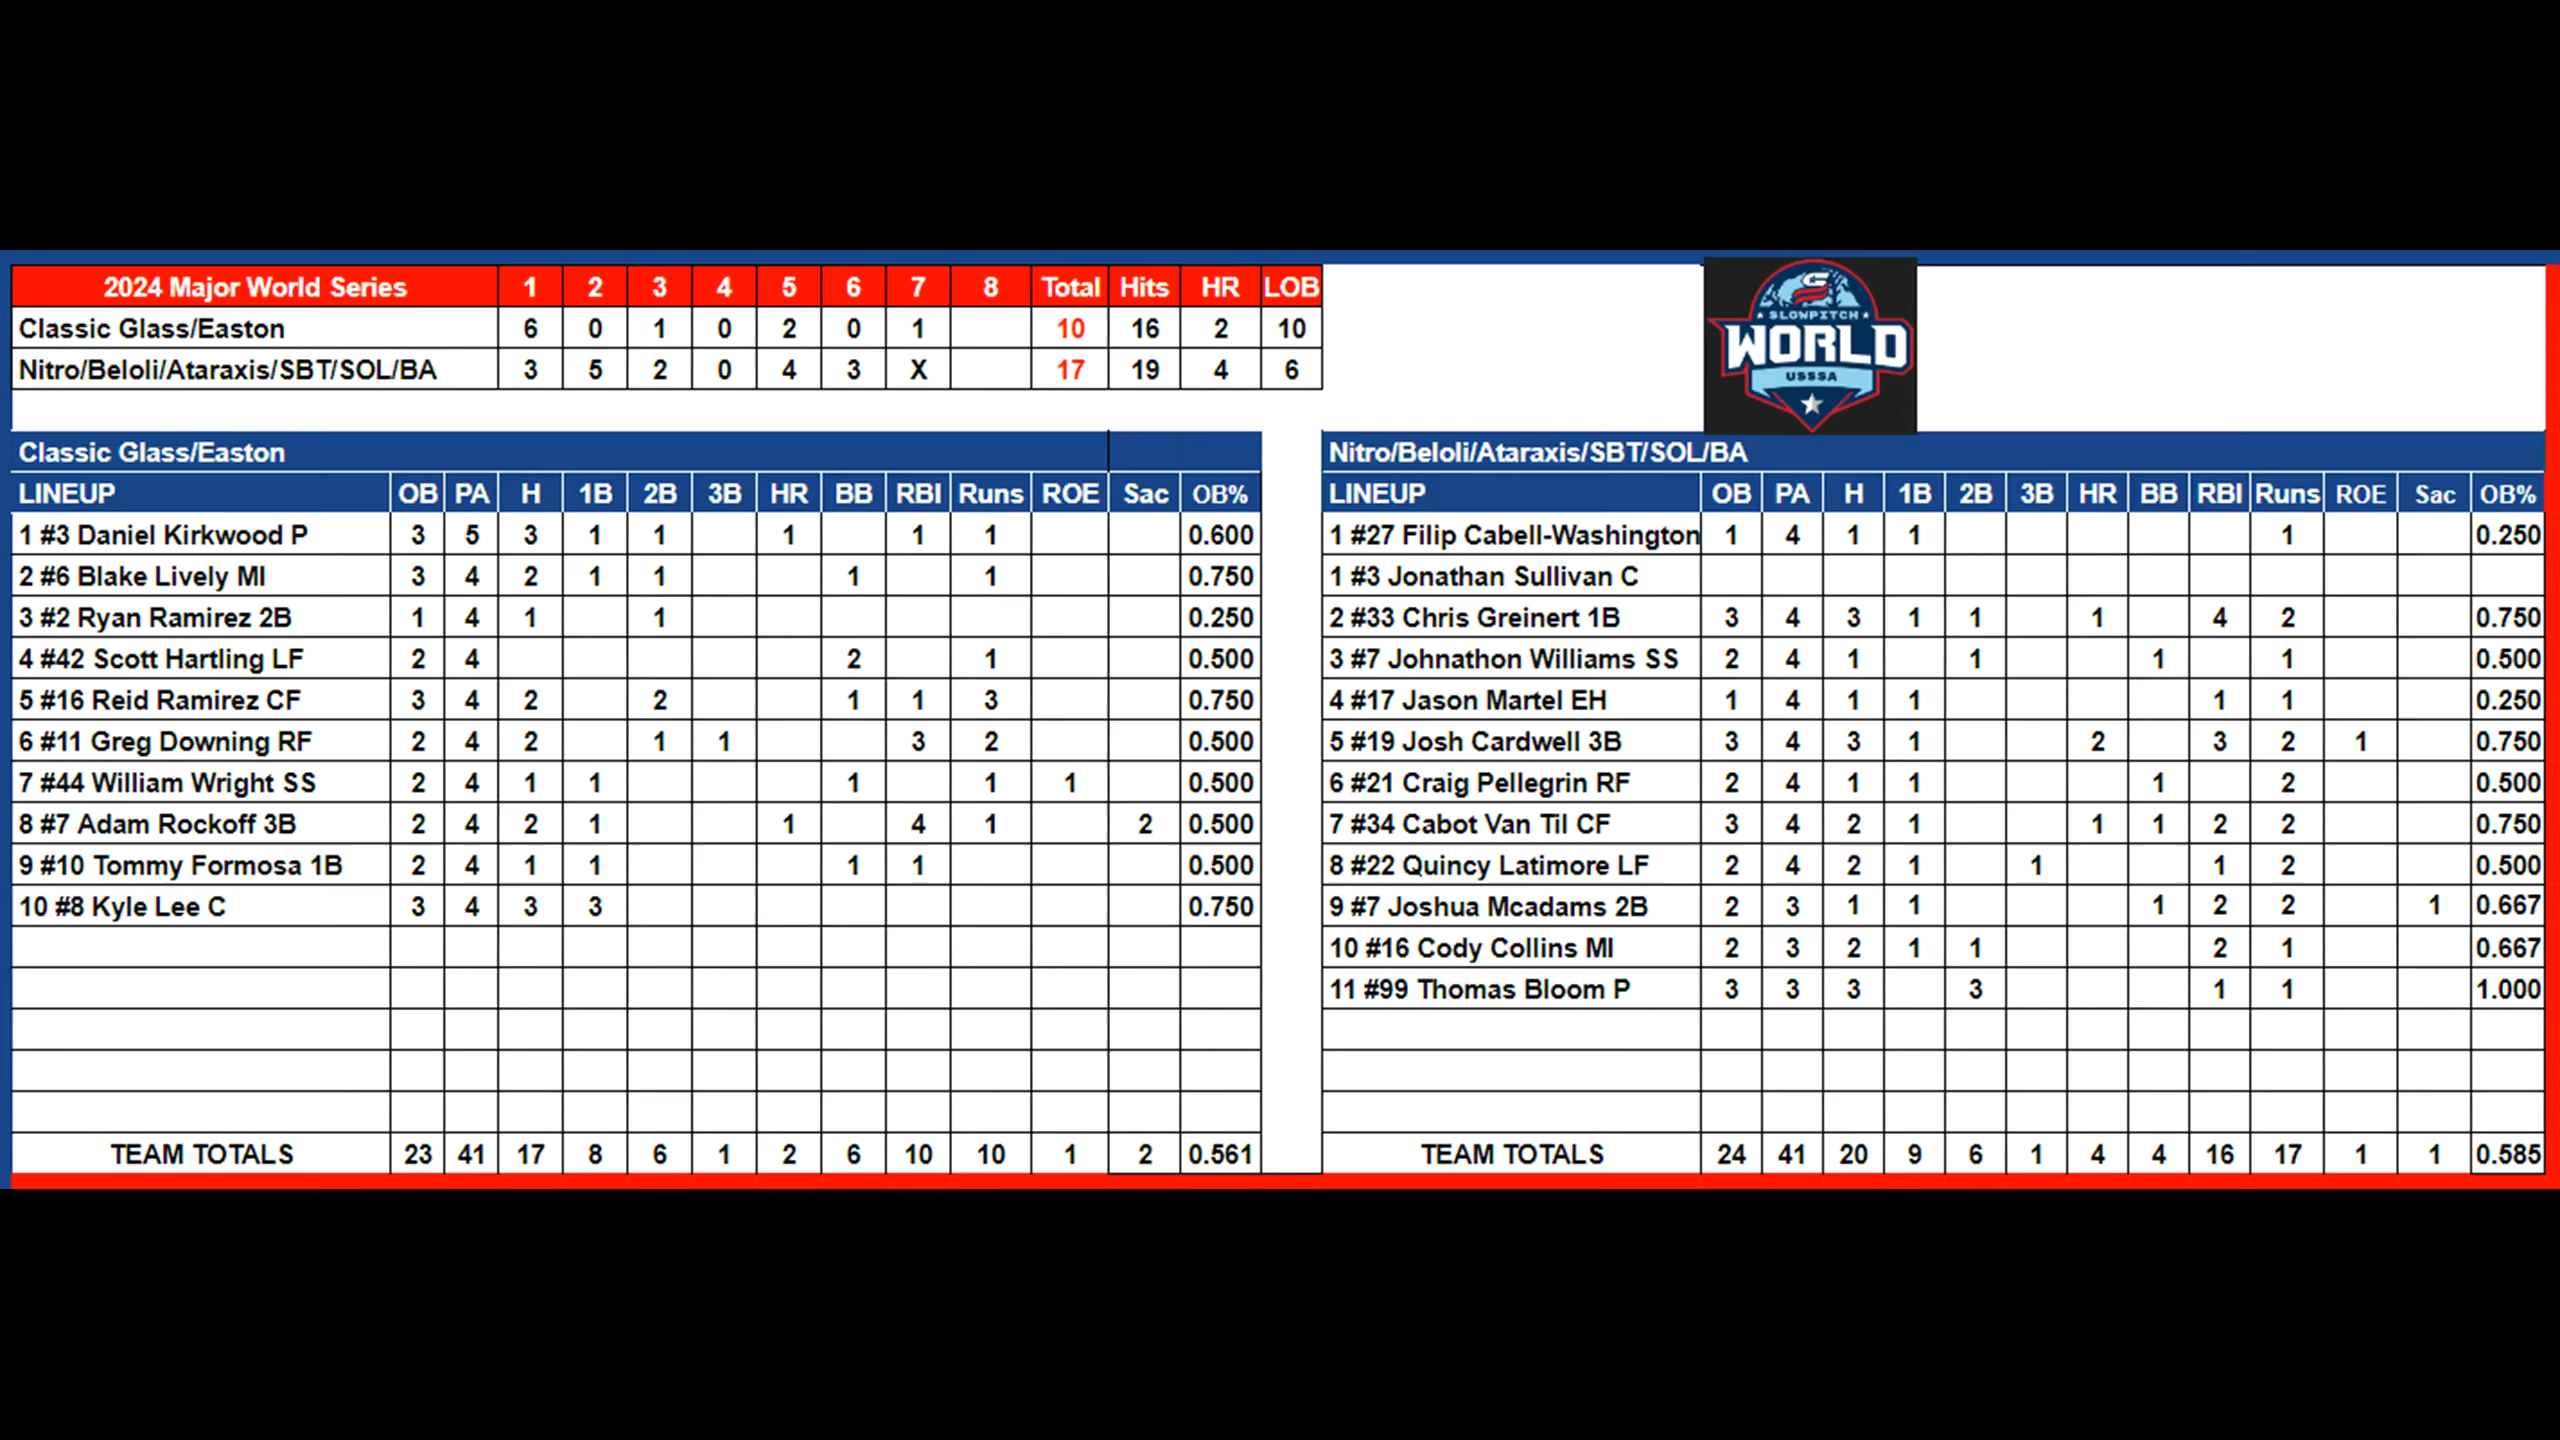 2024 Major World Series 1 2 3 4 5 6 7 8 Total Hits HR LOB
Classic Glass/Easton 6 0 1 0 2 0 1 10 16 2 10
Nitro/Beloli/Ataraxis/SBT/SOL/BA 3 5 2 0 4 3 X 17 19 4 6
SLOWPITCH
WORLD
USSSA
Classic Glass/Easton
LINEUP OB PA H 1B 2B 3B HR BB RBI Runs ROE Sac OB%
1 #3 Daniel Kirkwood P 3 5 3 1 1 1 1 1 0.600
2 #6 Blake Lively MI 3 4 2 1 1 1 1 0.750
3 #2 Ryan Ramirez 2B 1 4 1 1 0.250
4 #42 Scott Hartling LF 2 4 2 1 0.500
5 #16 Reid Ramirez CF 3 4 2 2 1 1 3 0.750
6 #11 Greg Downing RF 2 4 2 1 1 3 2 0.500
7 #44 William Wright SS 2 4 1 1 1 1 1 0.500
8 #7 Adam Rockoff 3B 2 4 2 1 1 4 1 2 0.500
9 #10 Tommy Formosa 1B 2 4 1 1 1 1 0.500
10 #8 Kyle Lee C 3 4 3 3 0.750
TEAM TOTALS 23 41 17 8 6 1 2 6 10 10 1 2 0.561
Nitro/Beloli/Ataraxis/SBT/SOL/BA
LINEUP OB PA H 1B 2B 3B HR BB RBI Runs ROE Sac OB%
1 #27 Filip Cabell-Washington 1 4 1 1 1 0.250
1 #3 Jonathan Sullivan C
2 #33 Chris Greinert 1B 3 4 3 1 1 1 4 2 0.750
3 #7 Johnathon Williams SS 2 4 1 1 1 1 0.500
4 #17 Jason Martel EH 1 4 1 1 1 1 0.250
5 #19 Josh Cardwell 3B 3 4 3 1 2 3 2 1 0.750
6 #21 Craig Pellegrin RF 2 4 1 1 1 2 0.500
7 #34 Cabot Van Til CF 3 4 2 1 1 1 2 2 0.750
8 #22 Quincy Latimore LF 2 4 2 1 1 1 2 0.500
9 #7 Joshua Mcadams 2B 2 3 1 1 1 2 2 1 0.667
10 #16 Cody Collins MI 2 3 2 1 1 2 1 0.667
11 #99 Thomas Bloom P 3 3 3 3 1 1 1.000
TEAM TOTALS 24 41 20 9 6 1 4 4 16 17 1 1 0.585